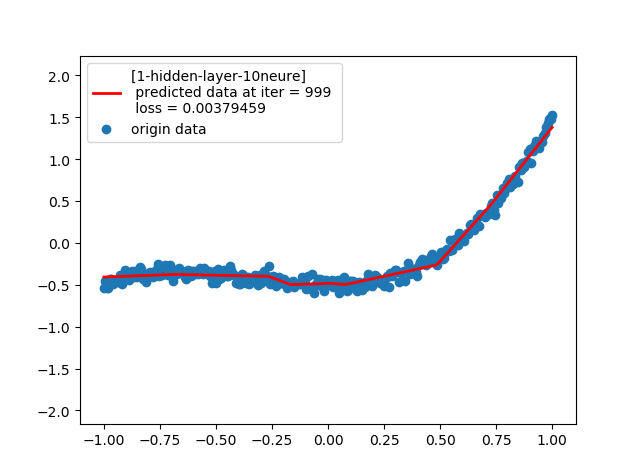 [1-hidden-layer-10neure]
predicted data at iter = 999
loss = 0.00379459
origin data
2.0
1.5
1.0
0.5
0.0
−0.5
−1.0
−1.5
−2.0
−1.00 −0.75 −0.50 −0.25 0.00 0.25 0.50 0.75 1.00